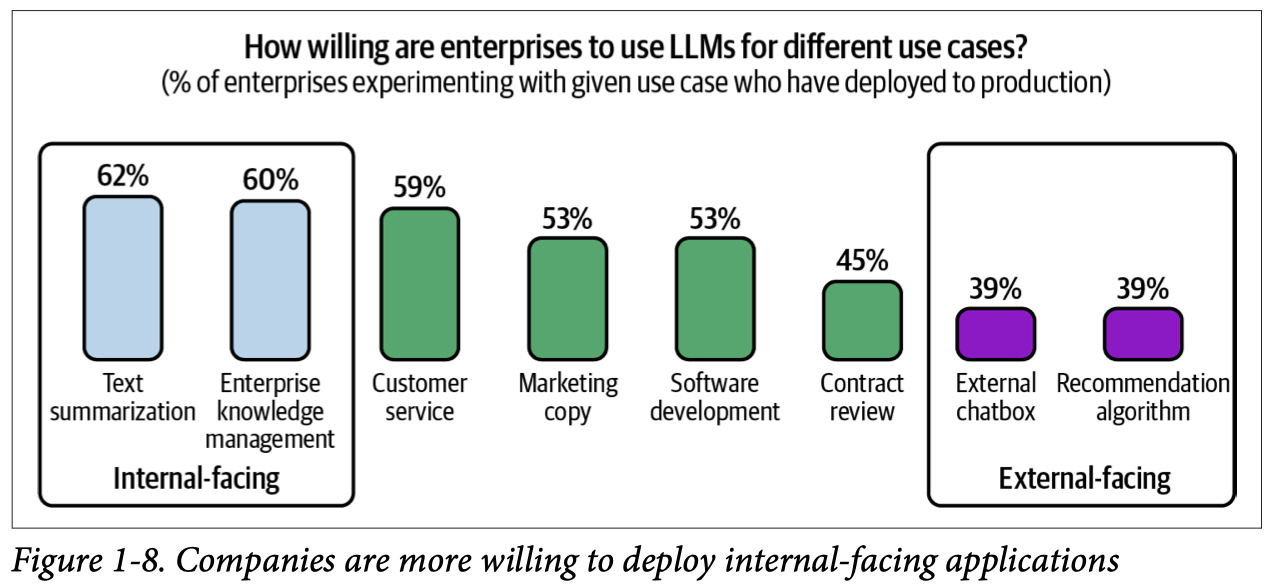 How willing are enterprises to use LLMs for different use cases?
(% of enterprises experimenting with given use case who have deployed to production)
62%
60%
59%
53%
53%
45%
39%
39%
Text
summarization
Enterprise
knowledge
management
Customer
service
Marketing
copy
Software
development
Contract
review
External
chatbox
Recommendation
algorithm
Internal-facing
External-facing
Figure 1-8. Companies are more willing to deploy internal-facing applications